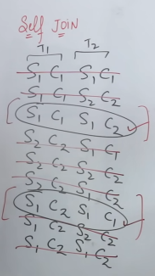 Self JOIN
T1 T2
S1 C1 S1 C1
S1 C1 S2 C2
S1 C1 S1 C2
S2 C2 S1 C1
S2 C2 S2 C2
S2 C2 S1 C2
S1 C2 S1 C1
S1 C2 S2 C2
S1 C2 S1 C2